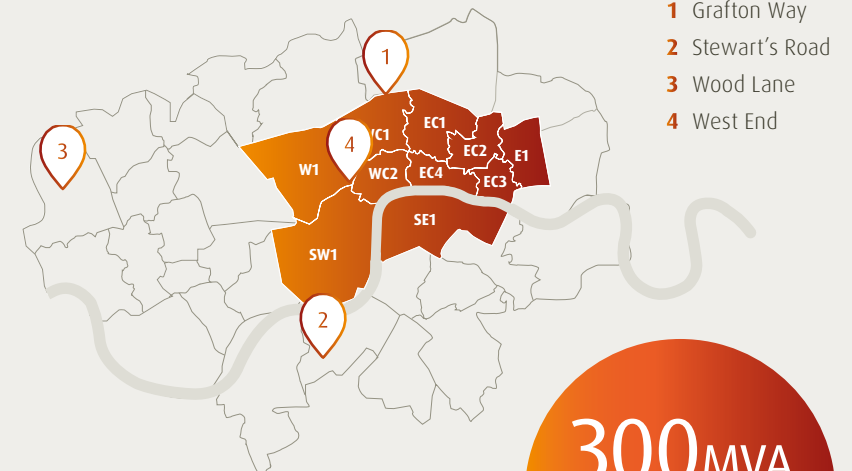 1 Grafton Way
2 Stewart's Road
3 Wood Lane
4 West End
1
3
4
C1
EC1
EC2
E1
W1
WC2
EC4
EC3
SE1
SW1
2
300MVA